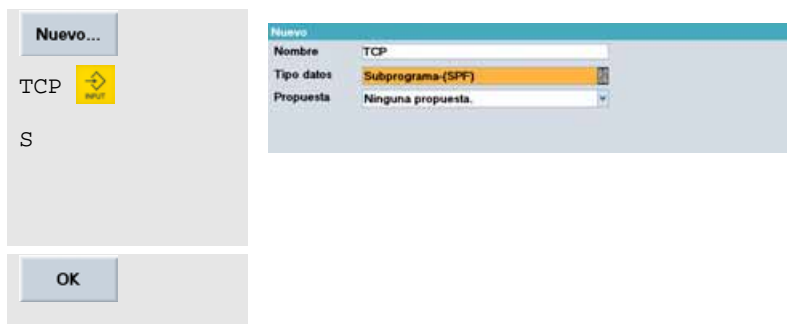 Nuevo...
TCP INPUT
S
OK
Nuevo
Nombre TCP
Tipo datos Subprograma-(SPF)
Propuesta Ninguna propuesta.